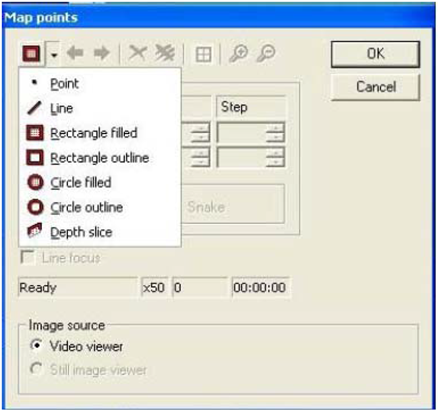 Map points
OK
Cancel
Point
Line
Step
Rectangle filled
Rectangle outline
Circle filled
Circle outline
Snake
Depth slice
Line focus
Ready x50 0 00:00:00
Image source
Video viewer
Still image viewer